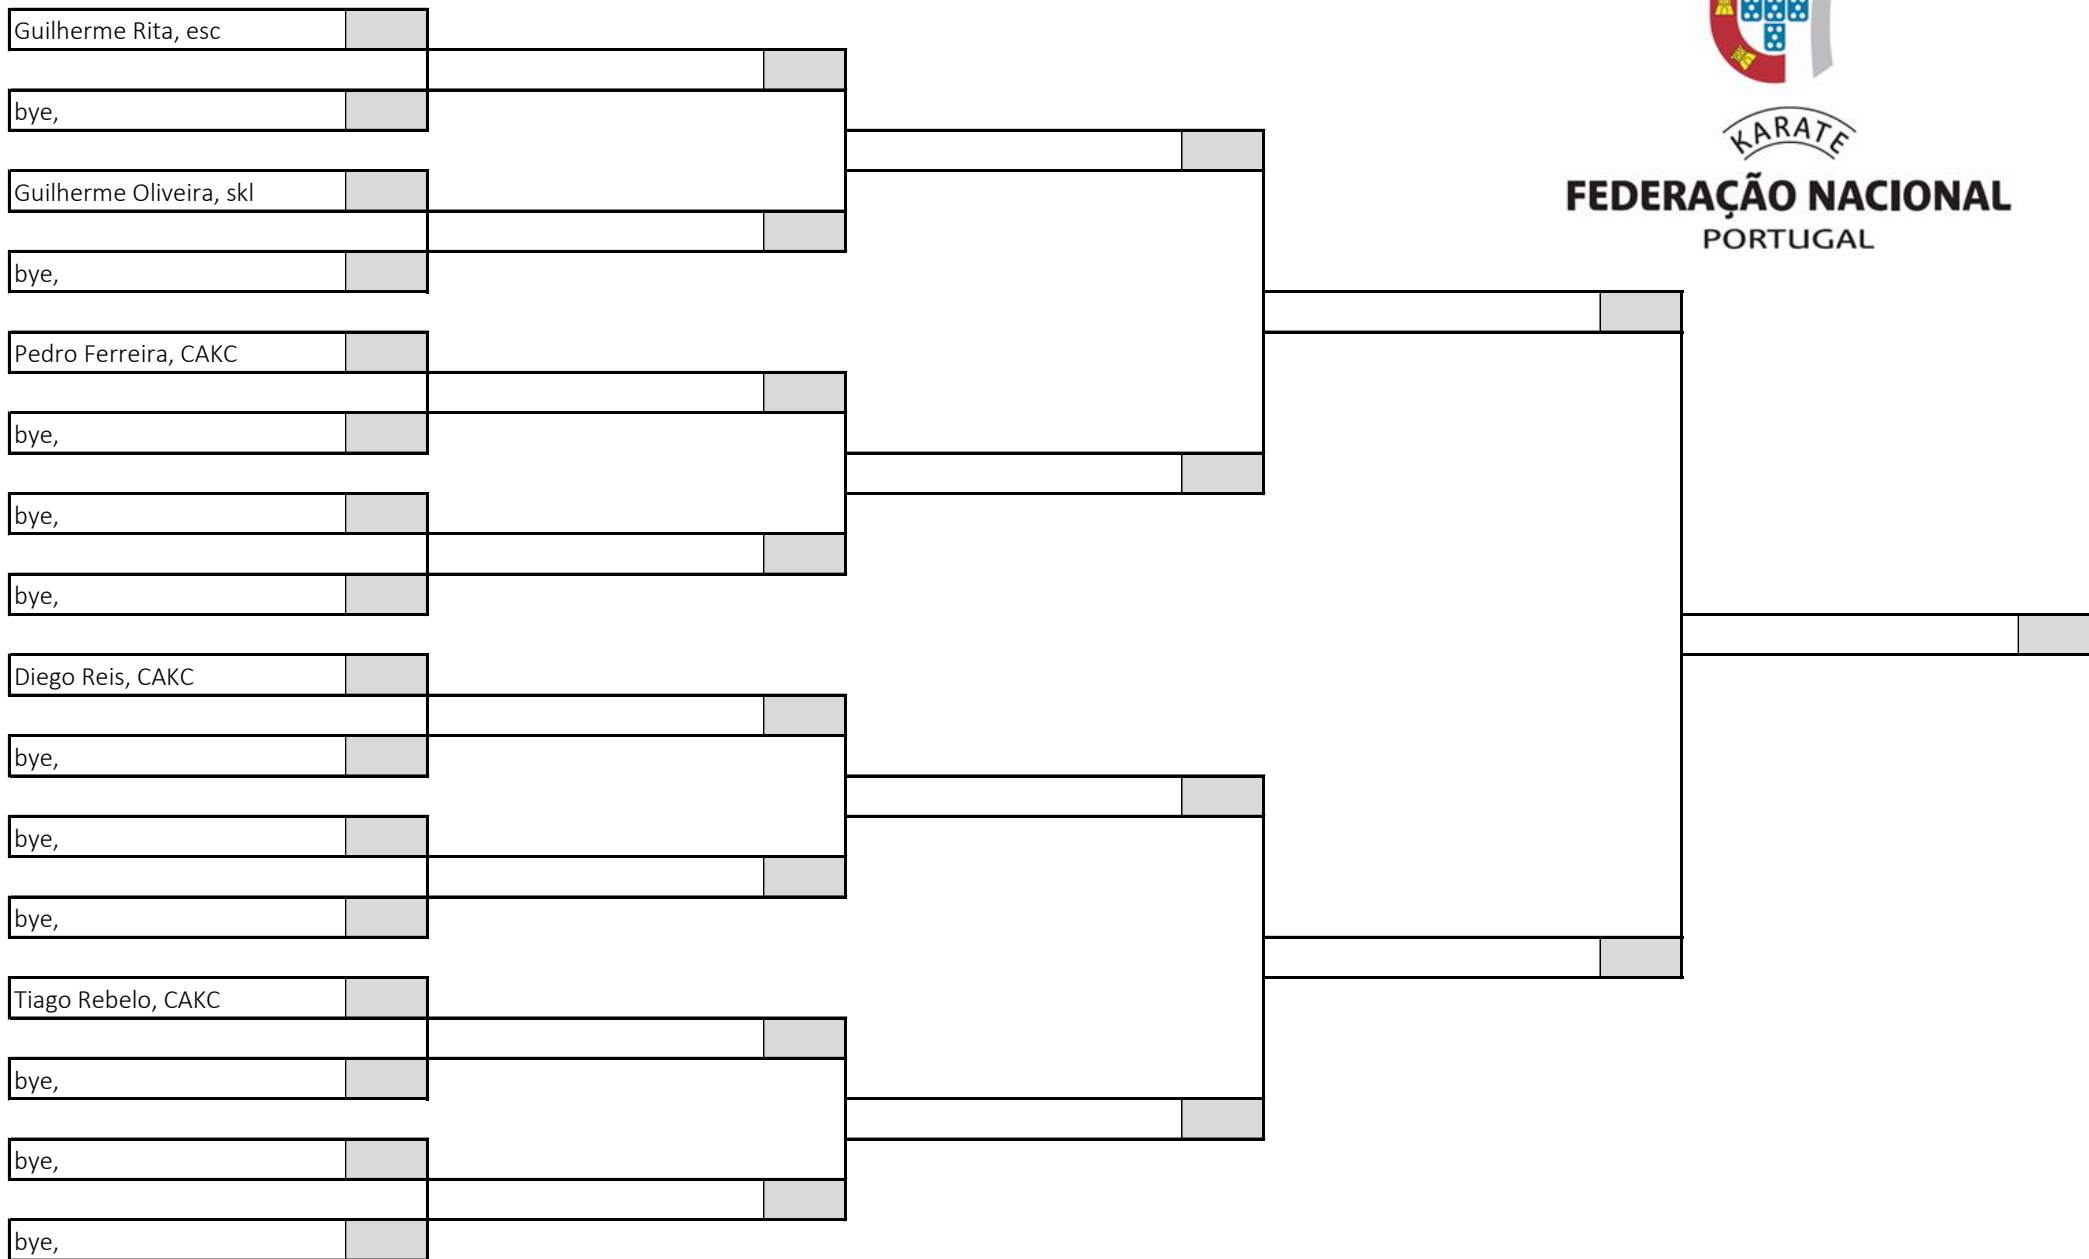 Guilherme Rita, esc
bye,
KARATE
Guilherme Oliveira, skl
FEDERAÇÃO NACIONAL
PORTUGAL
bye,
Pedro Ferreira, CAKC
bye,
bye,
bye,
Diego Reis, CAKC
bye,
bye,
bye,
Tiago Rebelo, CAKC
bye,
bye,
bye,